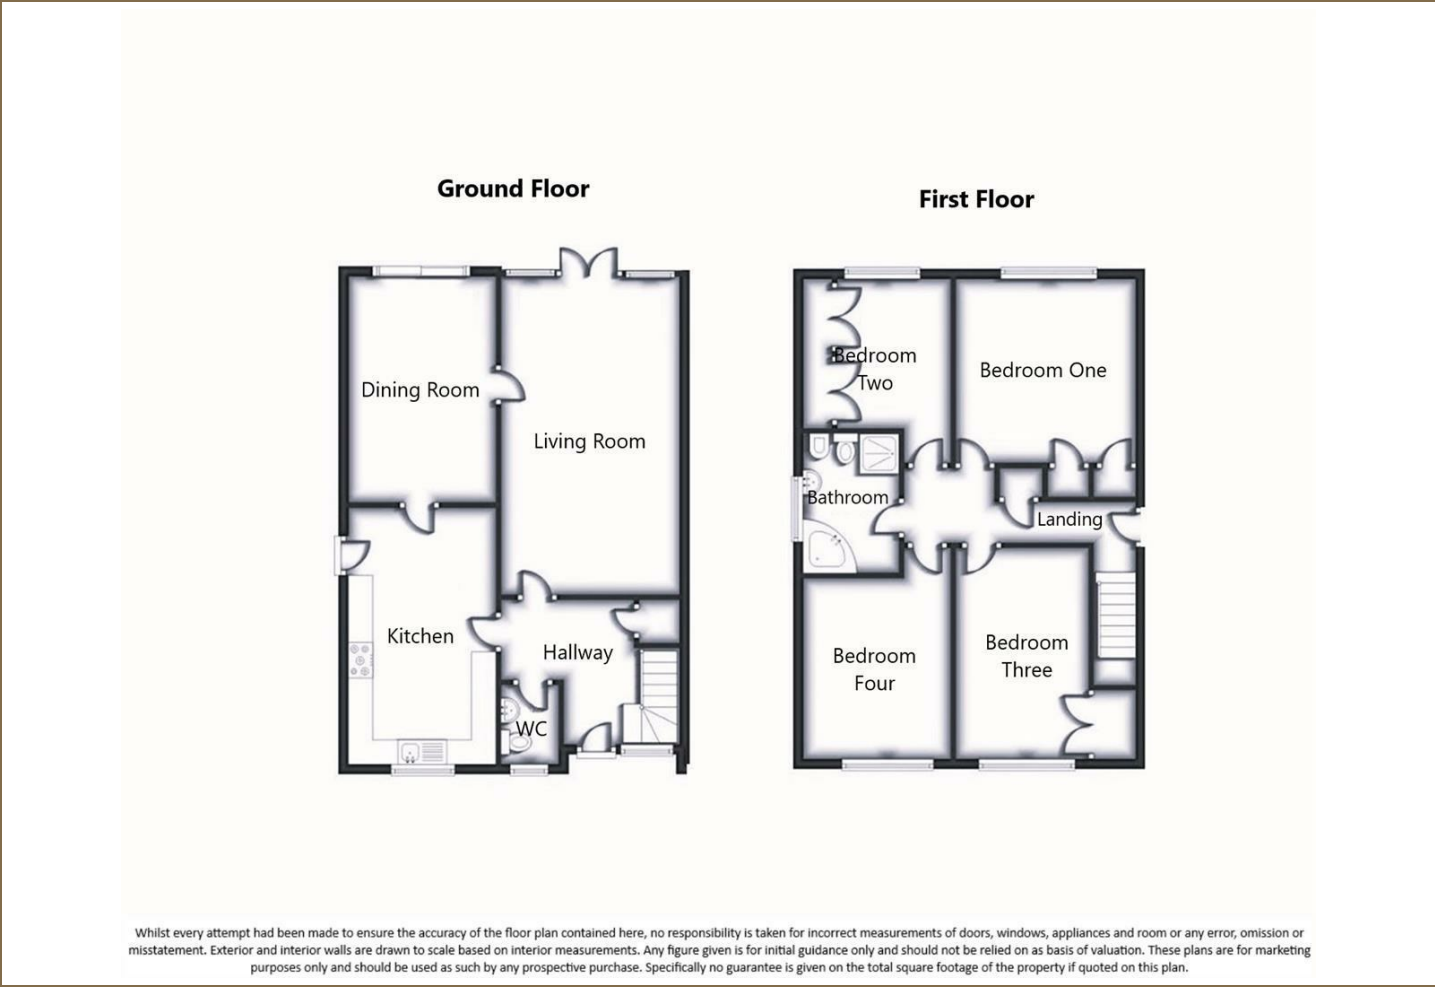 Ground Floor
First Floor
Dining Room
Living Room
Kitchen
Hallway
WC
Bedroom
Two
Bedroom One
Bathroom
Landing
Bedroom
Four
Bedroom
Three
Whilst every attempt had been made to ensure the accuracy of the floor plan contained here, no responsibility is taken for incorrect measurements of doors, windows, appliances and room or any error, omission or
misstatement. Exterior and interior walls are drawn to scale based on interior measurements. Any figure given is for initial guidance only and should not be relied on as basis of valuation. These plans are for marketing
purposes only and should be used as such by any prospective purchase. Specifically no guarantee is given on the total square footage of the property if quoted on this plan.